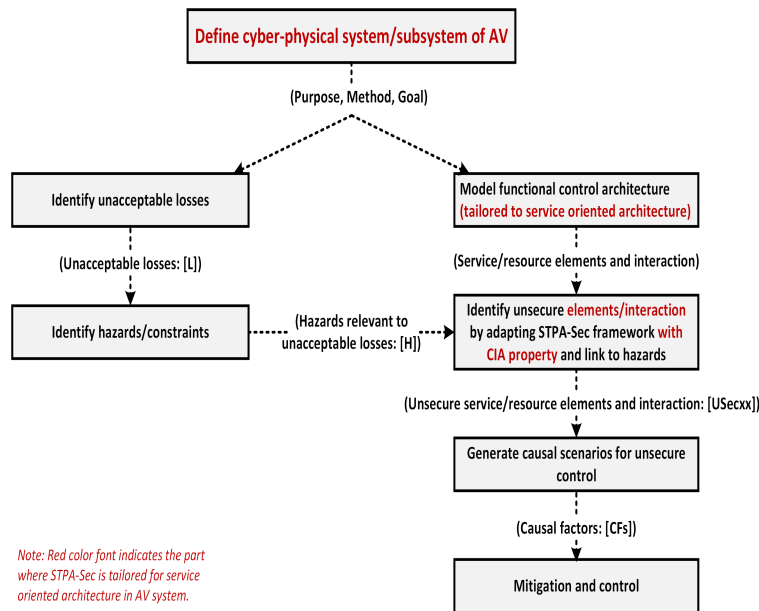 Define cyber-physical system/subsystem of AV
(Purpose, Method, Goal)
Identify unacceptable losses
Model functional control architecture
(tailored to service oriented architecture)
(Unacceptable losses: [L])
(Service/resource elements and interaction)
Identify hazards/constraints
(Hazards relevant to
unacceptable losses: [H])
Identify unsecure elements/interaction
by adapting STPA-Sec framework with
CIA property and link to hazards
(Unsecure service/resource elements and interaction: [USecxx])
Generate causal scenarios for unsecure
control
(Causal factors: [CFs])
Mitigation and control
Note: Red color font indicates the part
where STPA-Sec is tailored for service
oriented architecture in AV system.